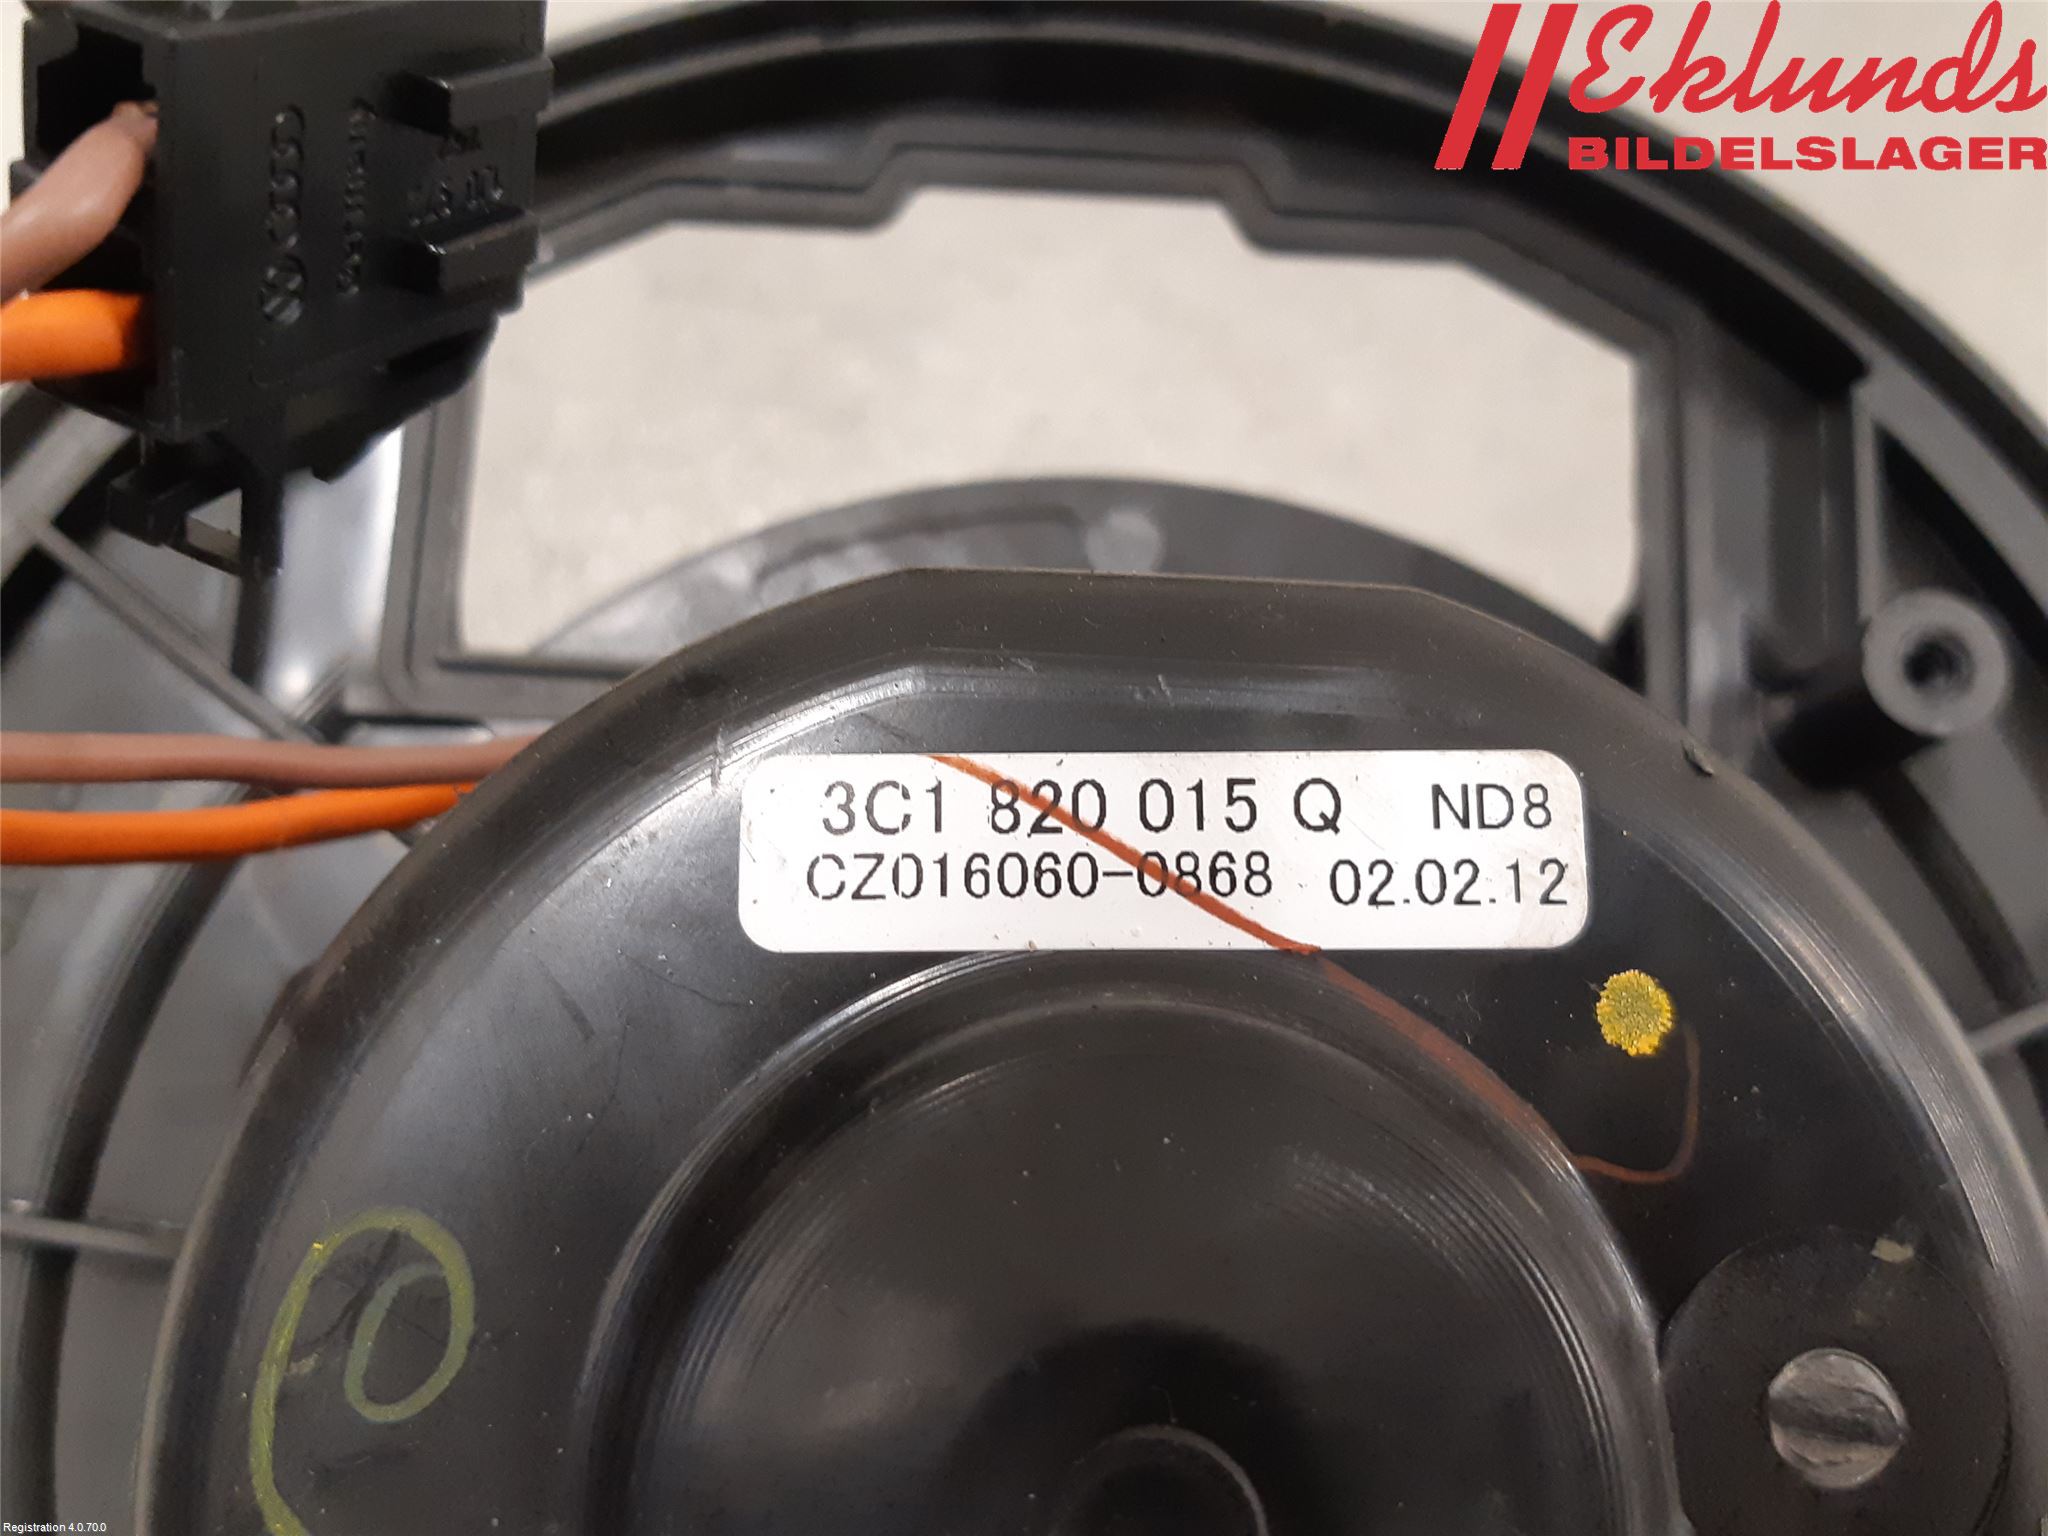 Eklunds
BILDELSLAGER
3C1 820 015 Q ND8
CZ016060-0868 02.02.12
Registration 4.0.70.0